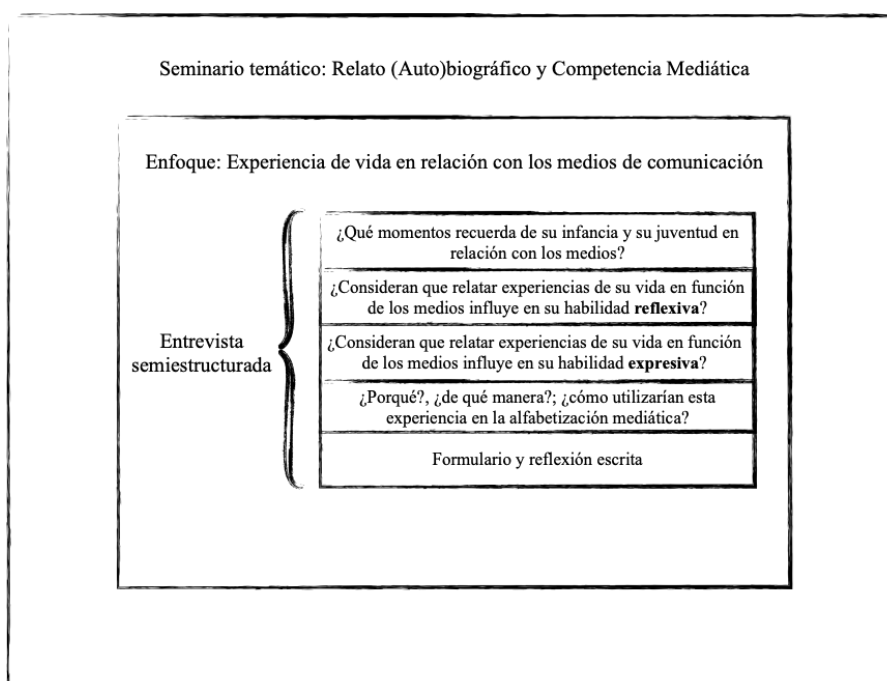 Seminario temático: Relato (Auto)biográfico y Competencia Mediática
Enfoque: Experiencia de vida en relación con los medios de comunicación
Entrevista
semiestructurada
¿Qué momentos recuerda de su infancia y su juventud en
relación con los medios?
¿Consideran que relatar experiencias de su vida en función
de los medios influye en su habilidad reflexiva?
¿Consideran que relatar experiencias de su vida en función
de los medios influye en su habilidad expresiva?
¿Porqué?, ¿de qué manera?; ¿cómo utilizarían esta
experiencia en la alfabetización mediática?
Formulario y reflexión escrita